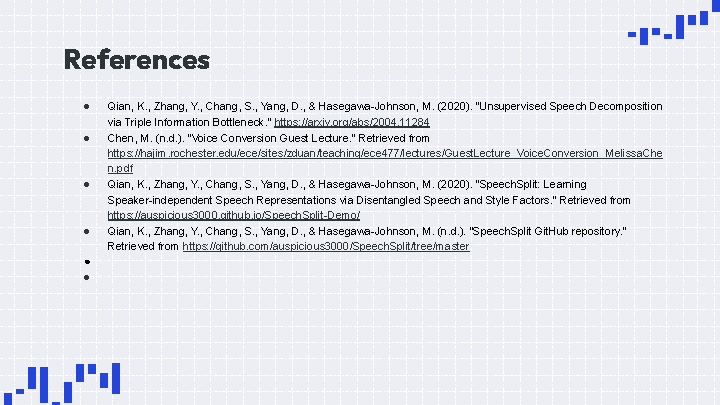 References
● Qian, K., Zhang, Y., Chang, S., Yang, D., & Hasegawa-Johnson, M. (2020). "Unsupervised Speech Decomposition
via Triple Information Bottleneck." https://arxiv.org/abs/2004.11284
● Chen, M. (n.d.). "Voice Conversion Guest Lecture." Retrieved from
https://hajim.rochester.edu/ece/sites/zduan/teaching/ece477/lectures/GuestLecture_VoiceConversion_MelissaChe
n.pdf
● Qian, K., Zhang, Y., Chang, S., Yang, D., & Hasegawa-Johnson, M. (2020). "SpeechSplit: Learning
Speaker-independent Speech Representations via Disentangled Speech and Style Factors." Retrieved from
https://auspicious3000.github.io/SpeechSplit-Demo/
● Qian, K., Zhang, Y., Chang, S., Yang, D., & Hasegawa-Johnson, M. (n.d.). "SpeechSplit GitHub repository."
Retrieved from https://github.com/auspicious3000/SpeechSplit/tree/master
●
●